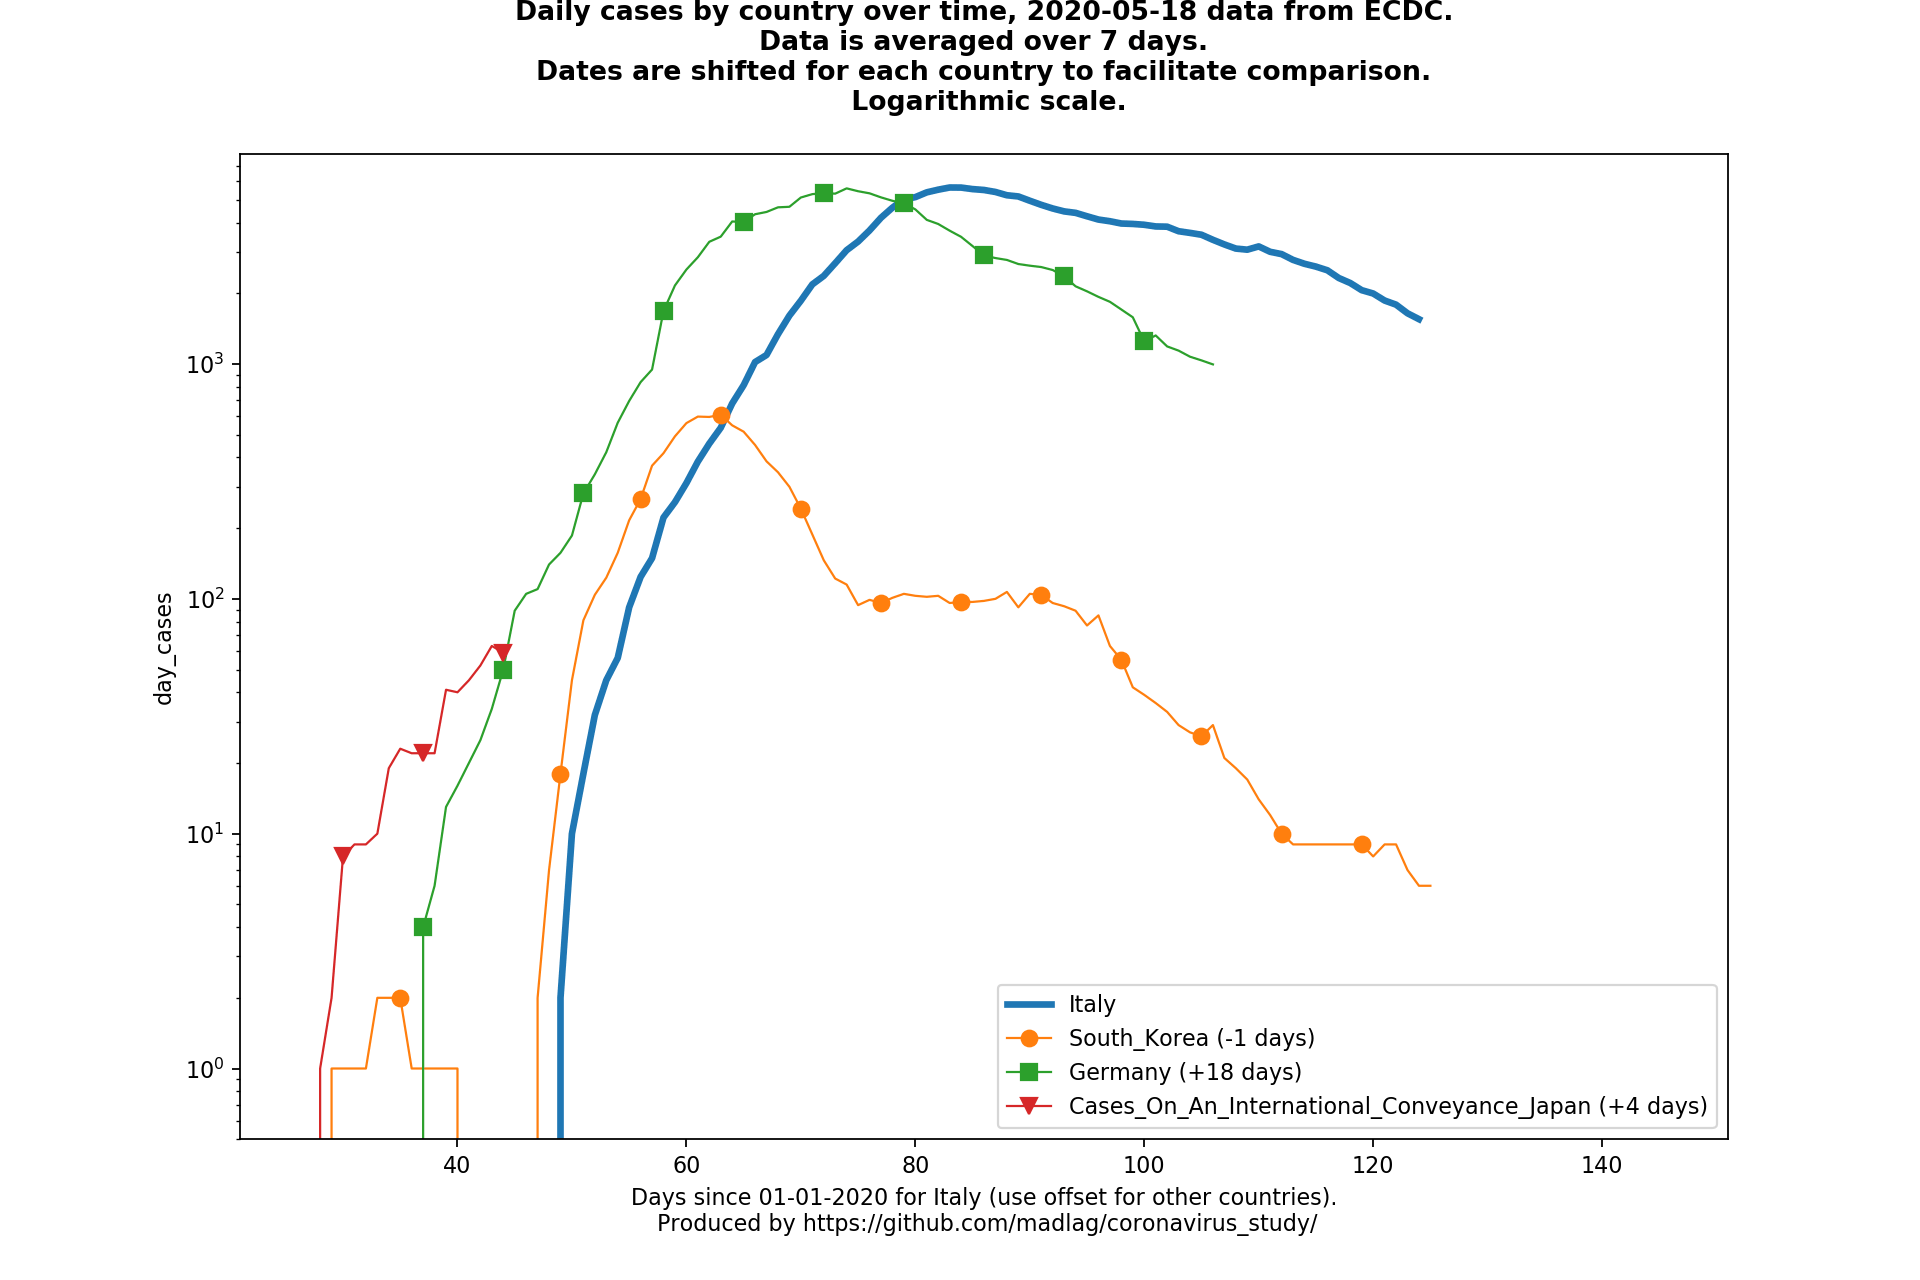 Daily cases by country over time, 2020-05-18 data from ECDC.
Data is averaged over 7 days.
Dates are shifted for each country to facilitate comparison.
Logarithmic scale.
day_cases
10³
10²
10¹
10⁰
40 60 80 100 120 140
Italy
South_Korea (-1 days)
Germany (+18 days)
Cases_On_An_International_Conveyance_Japan (+4 days)
Days since 01-01-2020 for Italy (use offset for other countries).
Produced by https://github.com/madlag/coronavirus_study/